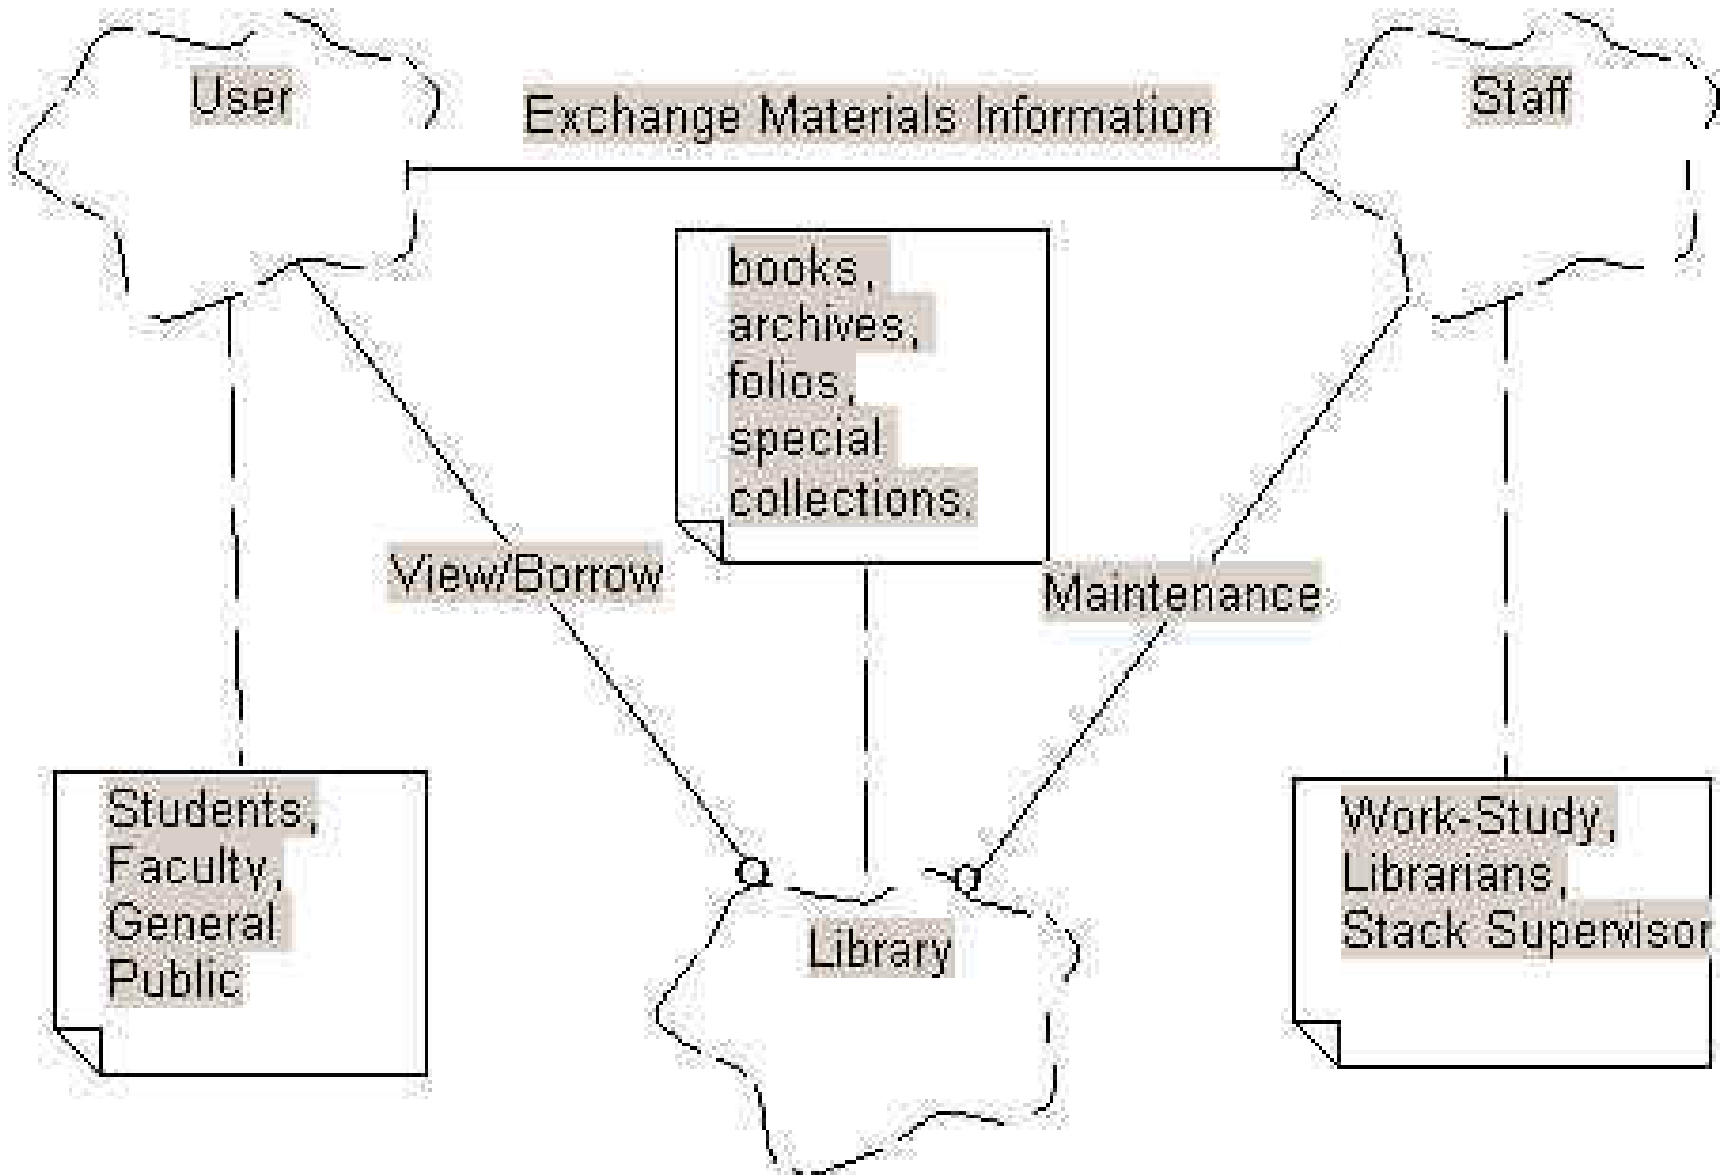 User
Exchange Materials Information
Staff
books,
archives,
folios,
special
collections.
View/Borrow
Maintenance
Students,
Faculty,
General
Public
Work-Study,
Librarians,
Stack Supervisor
Library